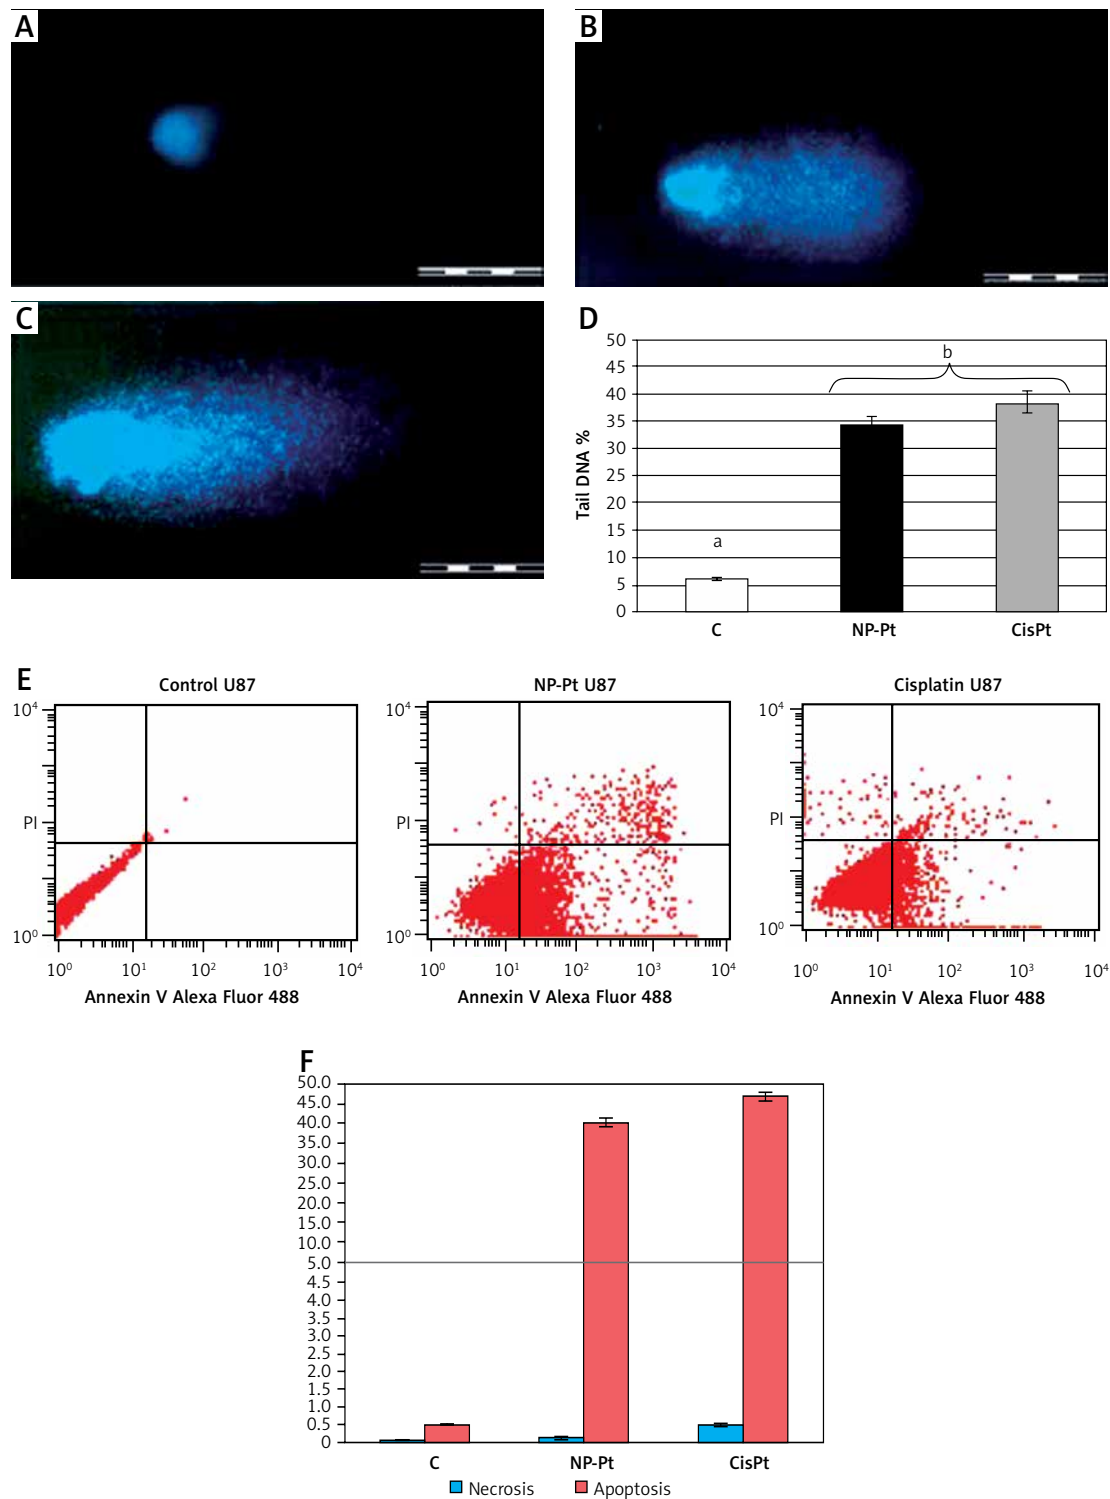 A
B
C
D
50
45
40
35
30
25
20
15
10
5
0
Tail DNA %
a
b
C
NP-Pt
CisPt
E
Control U87
10⁴
PI
10⁰
10⁰ 10¹ 10² 10³ 10⁴
Annexin V Alexa Fluor 488
NP-Pt U87
10⁴
PI
10⁰
10⁰ 10¹ 10² 10³ 10⁴
Annexin V Alexa Fluor 488
Cisplatin U87
10⁴
PI
10⁰
10⁰ 10¹ 10² 10³ 10⁴
Annexin V Alexa Fluor 488
F
50.0
45.0
40.0
35.0
30.0
25.0
20.0
15.0
10.0
5.0
4.5
4.0
3.5
3.0
2.5
2.0
1.5
1.0
0.5
0
C
NP-Pt
CisPt
Necrosis
Apoptosis